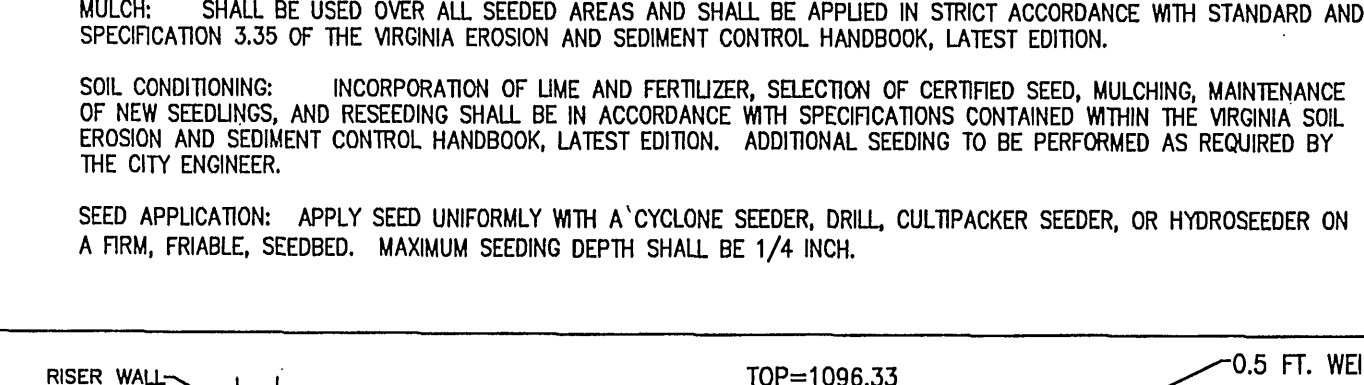 MULCH: SHALL BE USED OVER ALL SEEDED AREAS AND SHALL BE APPLIED IN STRICT ACCORDANCE WITH STANDARD AND
SPECIFICATION 3.35 OF THE VIRGINIA EROSION AND SEDIMENT CONTROL HANDBOOK, LATEST EDITION.
SOIL CONDITIONING: INCORPORATION OF LIME AND FERTILIZER, SELECTION OF CERTIFIED SEED, MULCHING, MAINTENANCE
OF NEW SEEDLINGS, AND RESEEDING SHALL BE IN ACCORDANCE WITH SPECIFICATIONS CONTAINED WITHIN THE VIRGINIA SOIL
EROSION AND SEDIMENT CONTROL HANDBOOK, LATEST EDITION. ADDITIONAL SEEDING TO BE PERFORMED AS REQUIRED BY
THE CITY ENGINEER.
SEED APPLICATION: APPLY SEED UNIFORMLY WITH A CYCLONE SEEDER, DRILL, CULTIPACKER SEEDER, OR HYDROSEEDER ON
A FIRM, FRIABLE, SEEDBED. MAXIMUM SEEDING DEPTH SHALL BE 1/4 INCH.
RISER WALL TOP=1096.33 0.5 FT. WEI